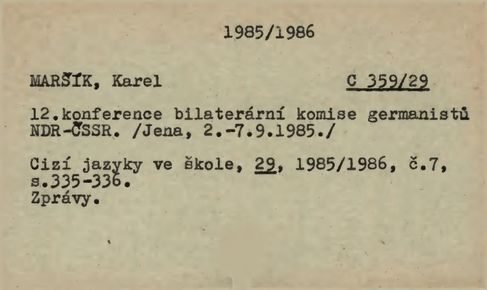 1985/1986
MARŠÍK, Karel C 359/29
12.konference bilaterární komise germanistů
NDR-ČSSR. /Jena, 2.-7.9.1985./
Cizí jazyky ve škole, 29, 1985/1986, č.7,
s.335-336.
Zprávy.